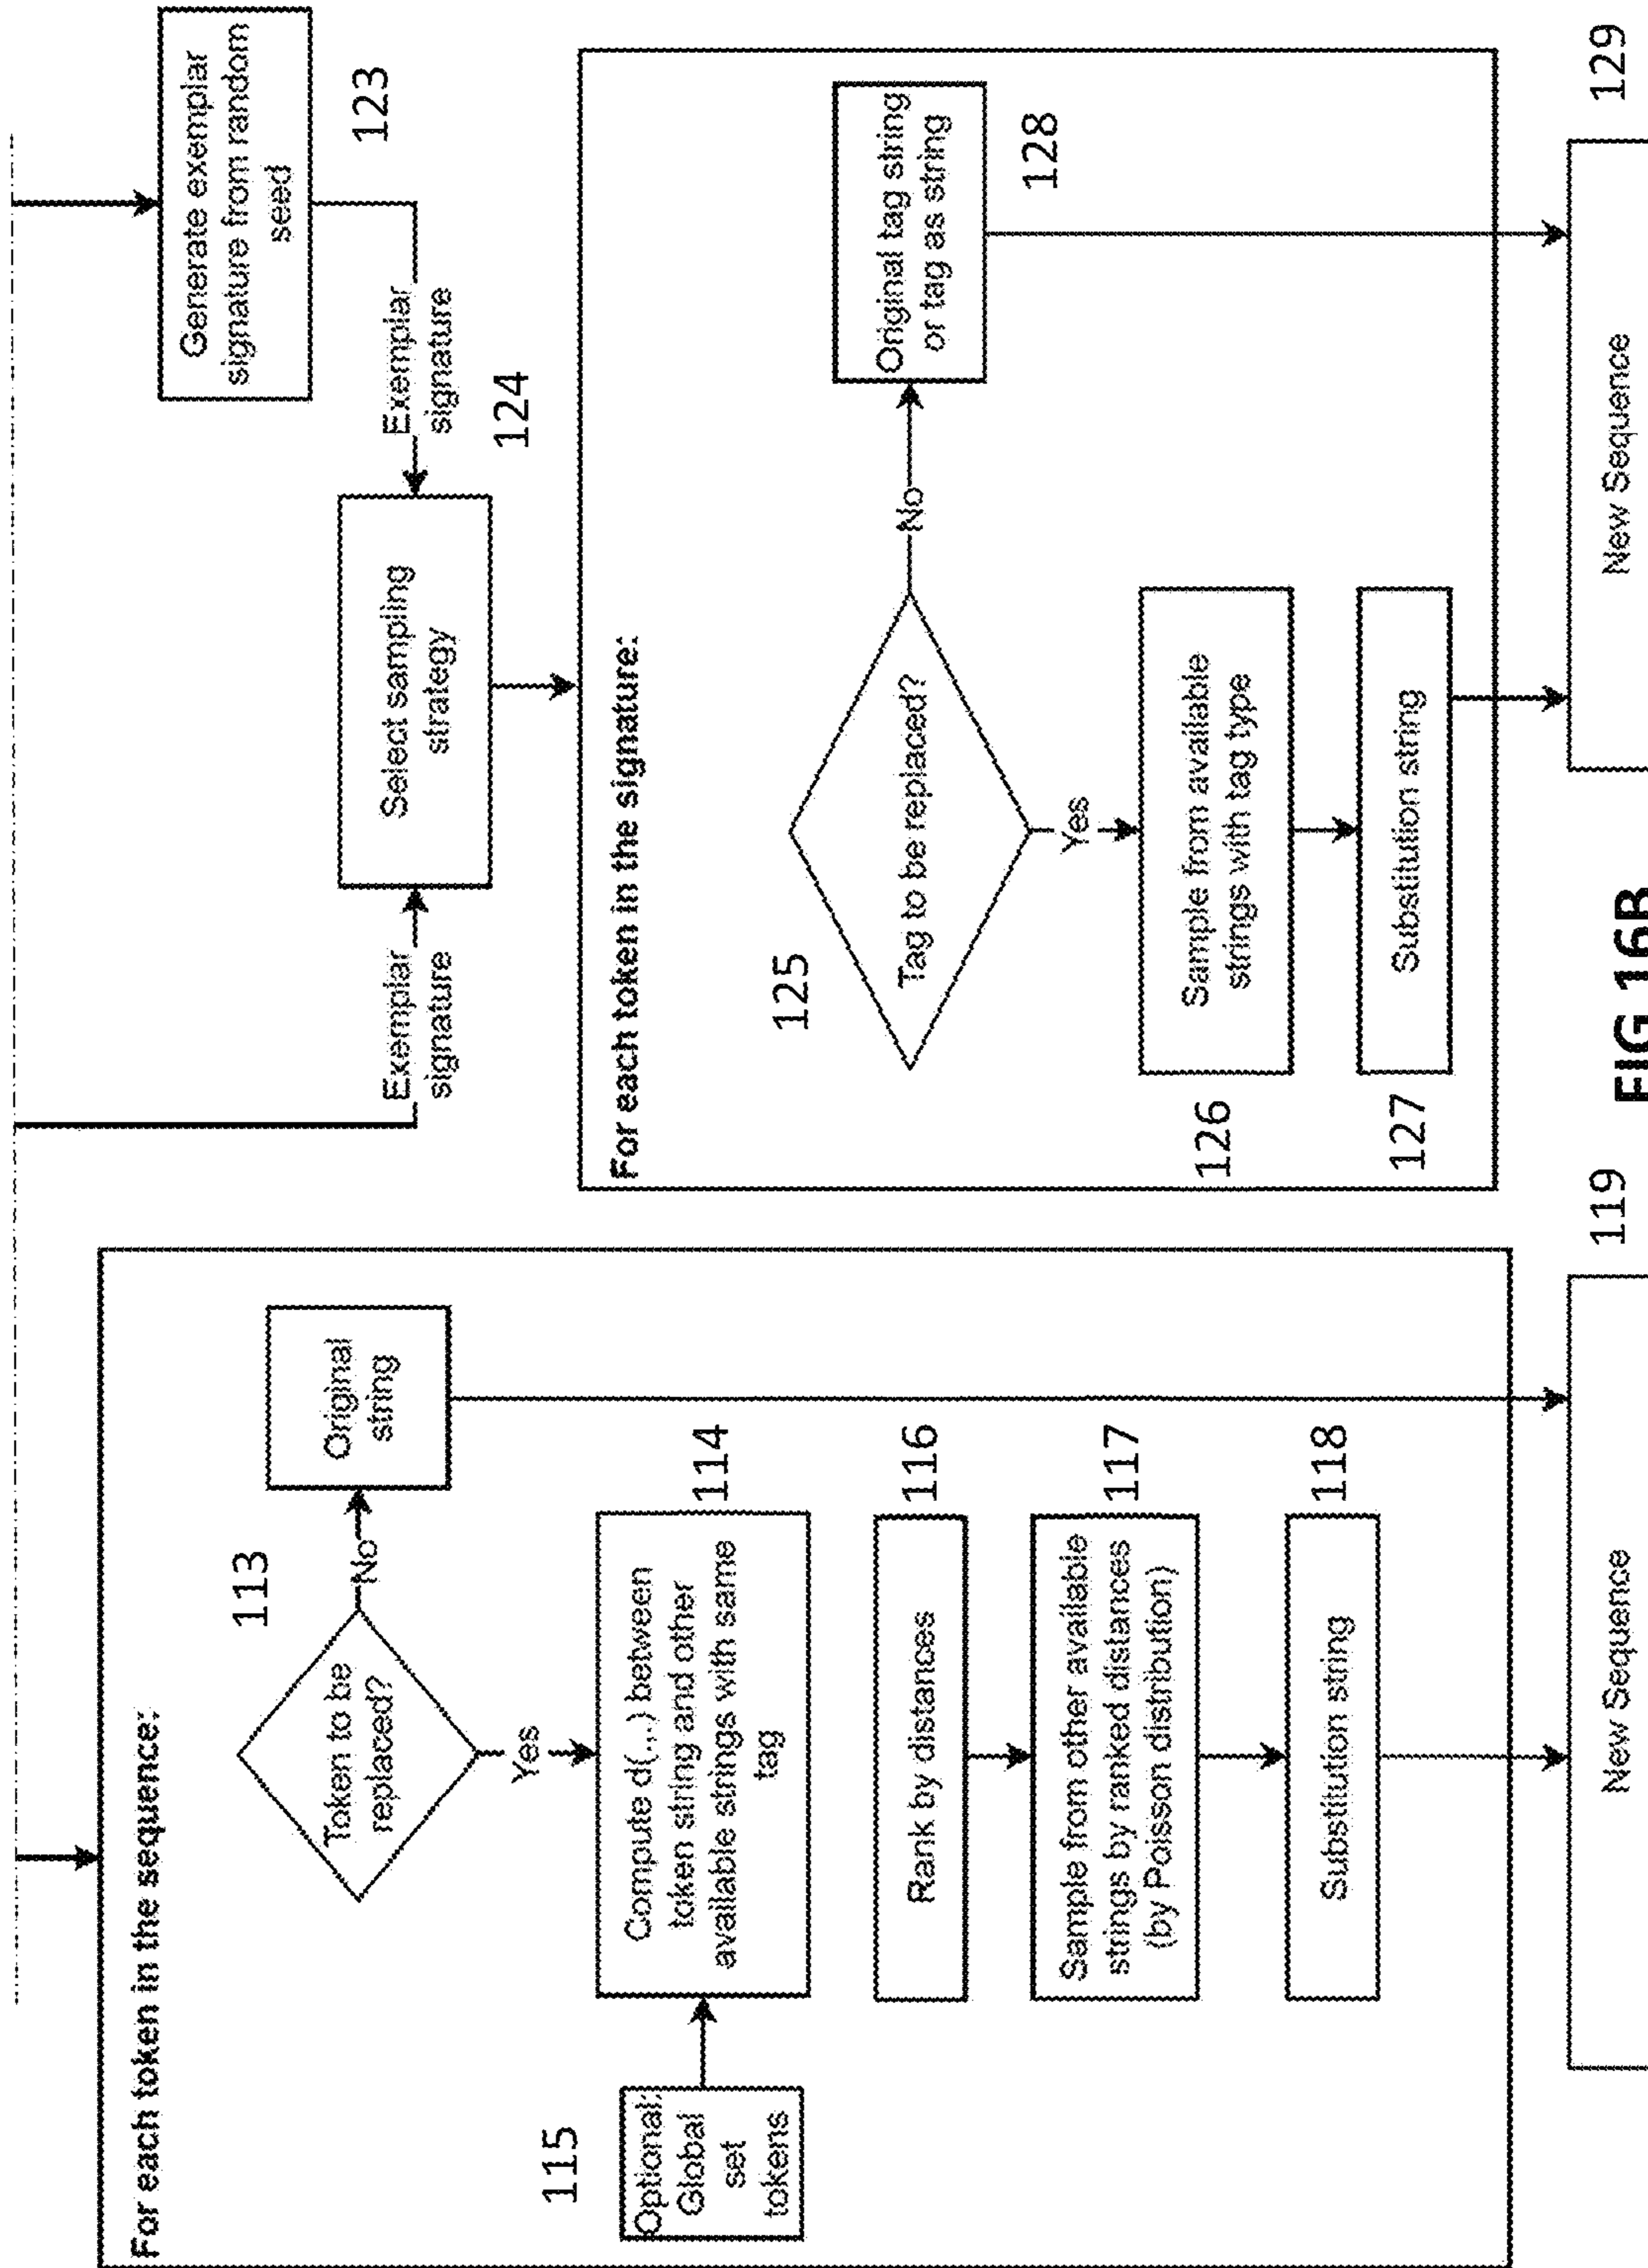 For each token in the sequence:
Token to be
replaced?
113
No
Original
string
Yes
115
Optional:
Global
set
tokens
Compute d(.,.) between
token string and other
available strings with same
tag
114
Rank by distances
116
Sample from other available
strings by ranked distances
(by Poisson distribution)
117
Substitution string
118
New Sequence
119
Exemplar
signature
Select sampling
strategy
124
Exemplar
signature
Generate exemplar
signature from random
seed
123
For each token in the signature:
125
Tag to be replaced?
No
Original tag string
or tag as string
128
Yes
126
Sample from available
strings with tag type
127
Substitution string
New Sequence
129
FIG 16B